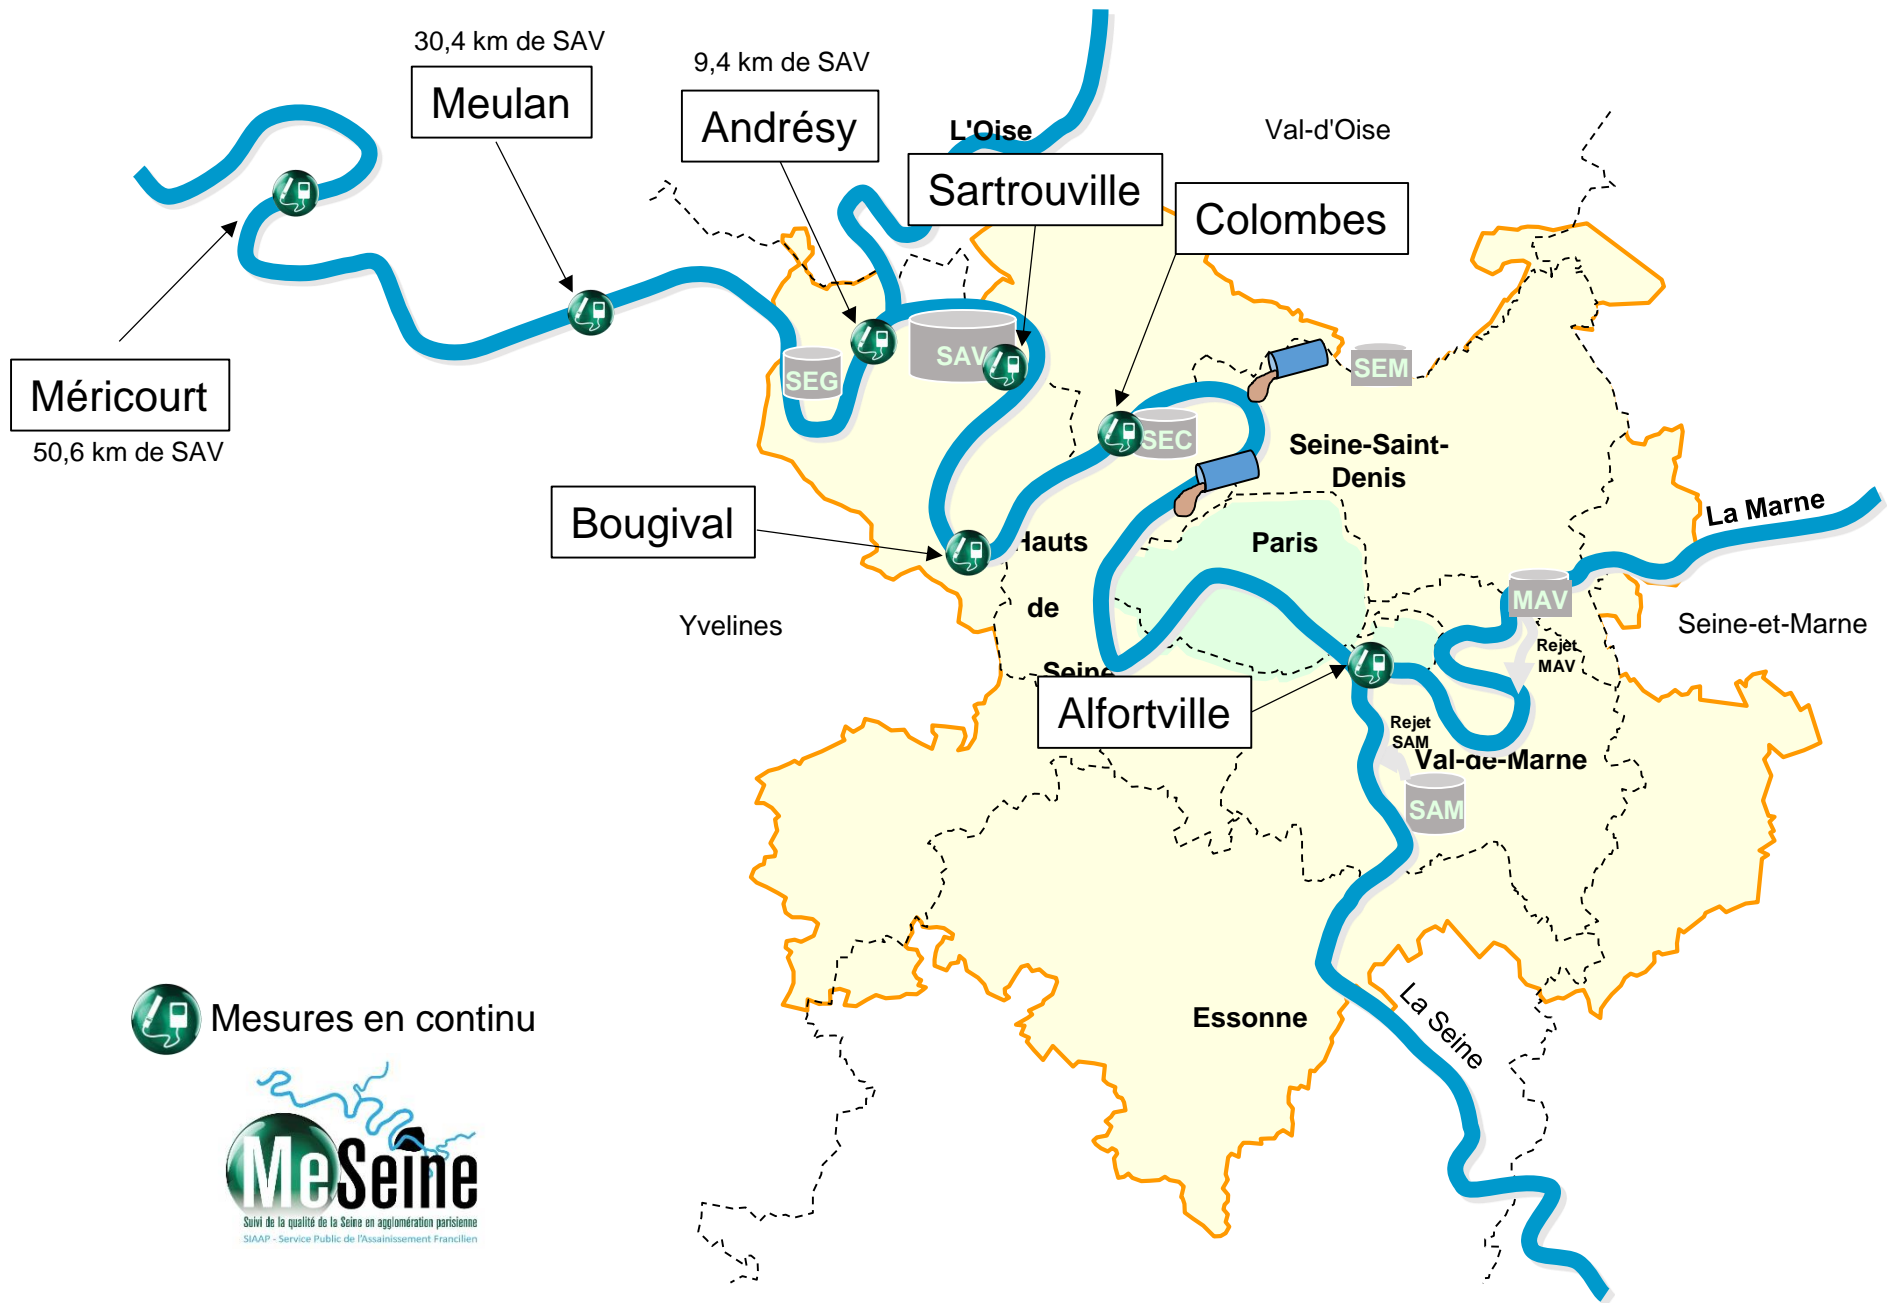 30,4 km de SAV
Meulan
9,4 km de SAV
Andrésy
L'Oise
Val-d'Oise
Sartrouville
Colombes
SAV
SEG
SEM
Méricourt
50,6 km de SAV
SEC
Seine-Saint-
Denis
La Marne
Bougival
Hauts
Paris
MAV
de
Yvelines
Seine-et-Marne
Rejet
MAV
Seine
Alfortville
Rejet
SAM
Val-de-Marne
SAM
La Seine
Essonne
Mesures en continu
MeSeine
Suivi de la qualité de la Seine en agglomération parisienne
SIAAP - Service Public de l'Assainissement Francilien